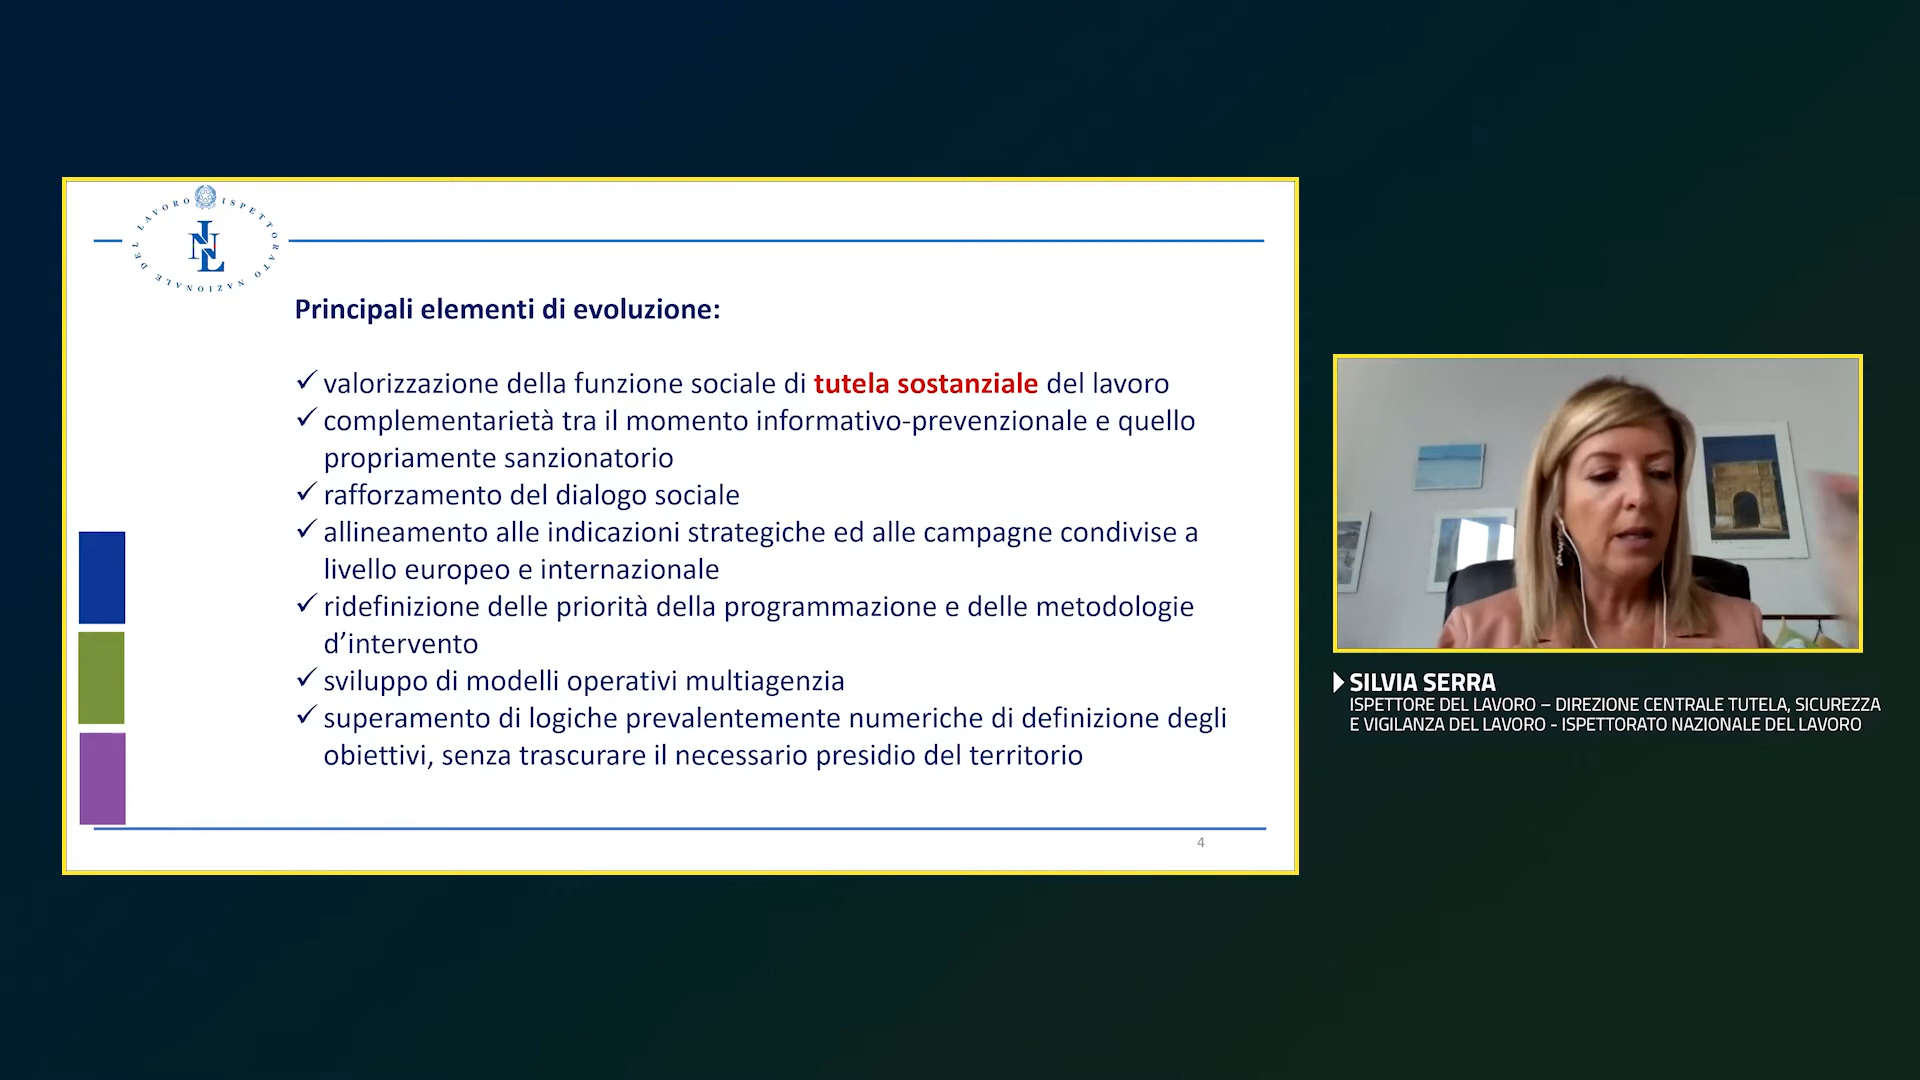 ISPETTORATO NAZIONALE DEL LAVORO
INL
Principali elementi di evoluzione:
✓ valorizzazione della funzione sociale di tutela sostanziale del lavoro
✓ complementarietà tra il momento informativo-prevenzionale e quello
propriamente sanzionatorio
✓ rafforzamento del dialogo sociale
✓ allineamento alle indicazioni strategiche ed alle campagne condivise a
livello europeo e internazionale
✓ ridefinizione delle priorità della programmazione e delle metodologie
d’intervento
✓ sviluppo di modelli operativi multiagenzia
✓ superamento di logiche prevalentemente numeriche di definizione degli
obiettivi, senza trascurare il necessario presidio del territorio
4
SILVIA SERRA
ISPETTORE DEL LAVORO – DIREZIONE CENTRALE TUTELA, SICUREZZA
E VIGILANZA DEL LAVORO - ISPETTORATO NAZIONALE DEL LAVORO